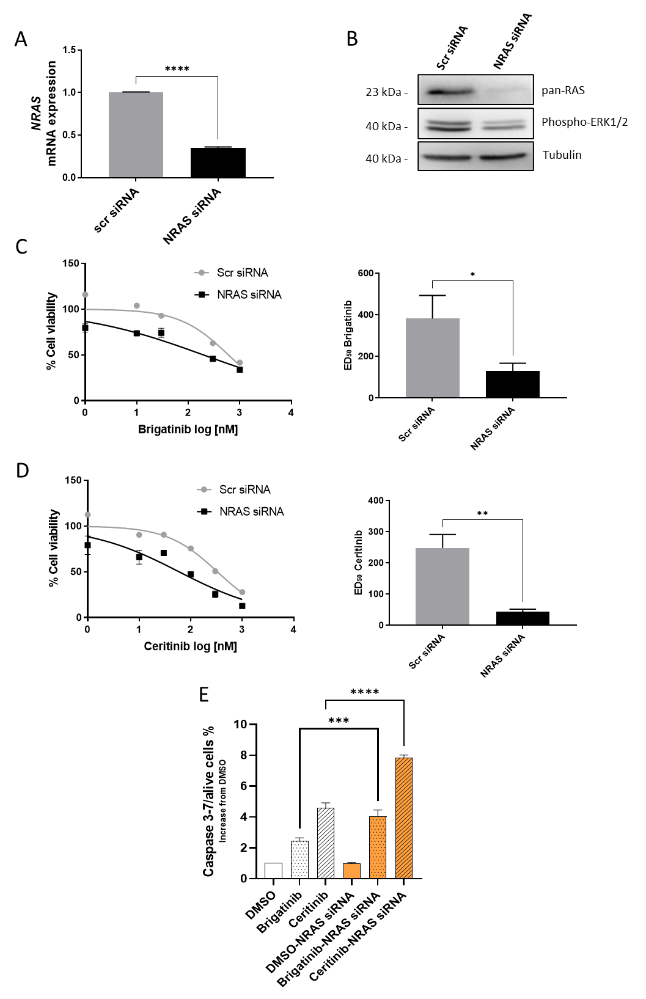 A
NRAS
mRNA expression
1.5
1.0
0.5
0.0
****
scr siRNA
NRAS siRNA
B
Scr siRNA
NRAS siRNA
23 kDa -
pan-RAS
40 kDa -
Phospho-ERK1/2
40 kDa -
Tubulin
C
% Cell viability
150
100
50
0
0
1
2
3
4
Brigatinib log [nM]
Scr siRNA
NRAS siRNA
ED50 Brigatinib
600
400
200
0
*
Scr siRNA
NRAS siRNA
D
% Cell viability
150
100
50
0
0
1
2
3
4
Ceritinib log [nM]
Scr siRNA
NRAS siRNA
ED50 Ceritinib
400
300
200
100
0
**
Scr siRNA
NRAS siRNA
E
Caspase 3-7/alive cells %
Increase from DMSO
10
8
6
4
2
0
****
***
DMSO
Brigatinib
Ceritinib
DMSO-NRAS siRNA
Brigatinib-NRAS siRNA
Ceritinib-NRAS siRNA